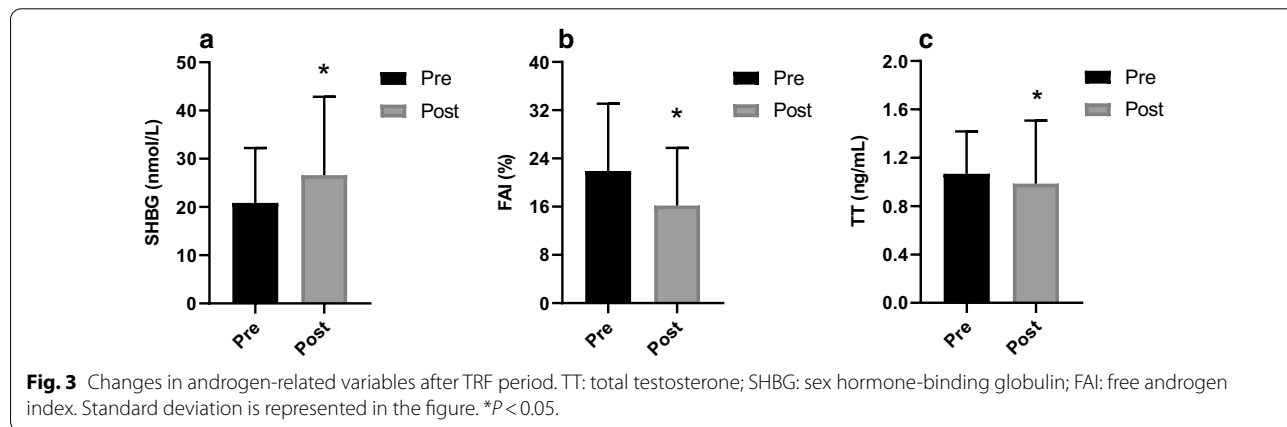 a
SHBG (nmol/L)
50
40
30
20
10
0
*
Pre
Post
Pre
Post
b
FAI (%)
40
32
24
16
8
0
*
Pre
Post
Pre
Post
c
TT (ng/mL)
2.0
1.6
1.2
0.8
0.4
0.0
*
Pre
Post
Pre
Post
Fig. 3 Changes in androgen-related variables after TRF period. TT: total testosterone; SHBG: sex hormone-binding globulin; FAI: free androgen
index. Standard deviation is represented in the figure. *P < 0.05.